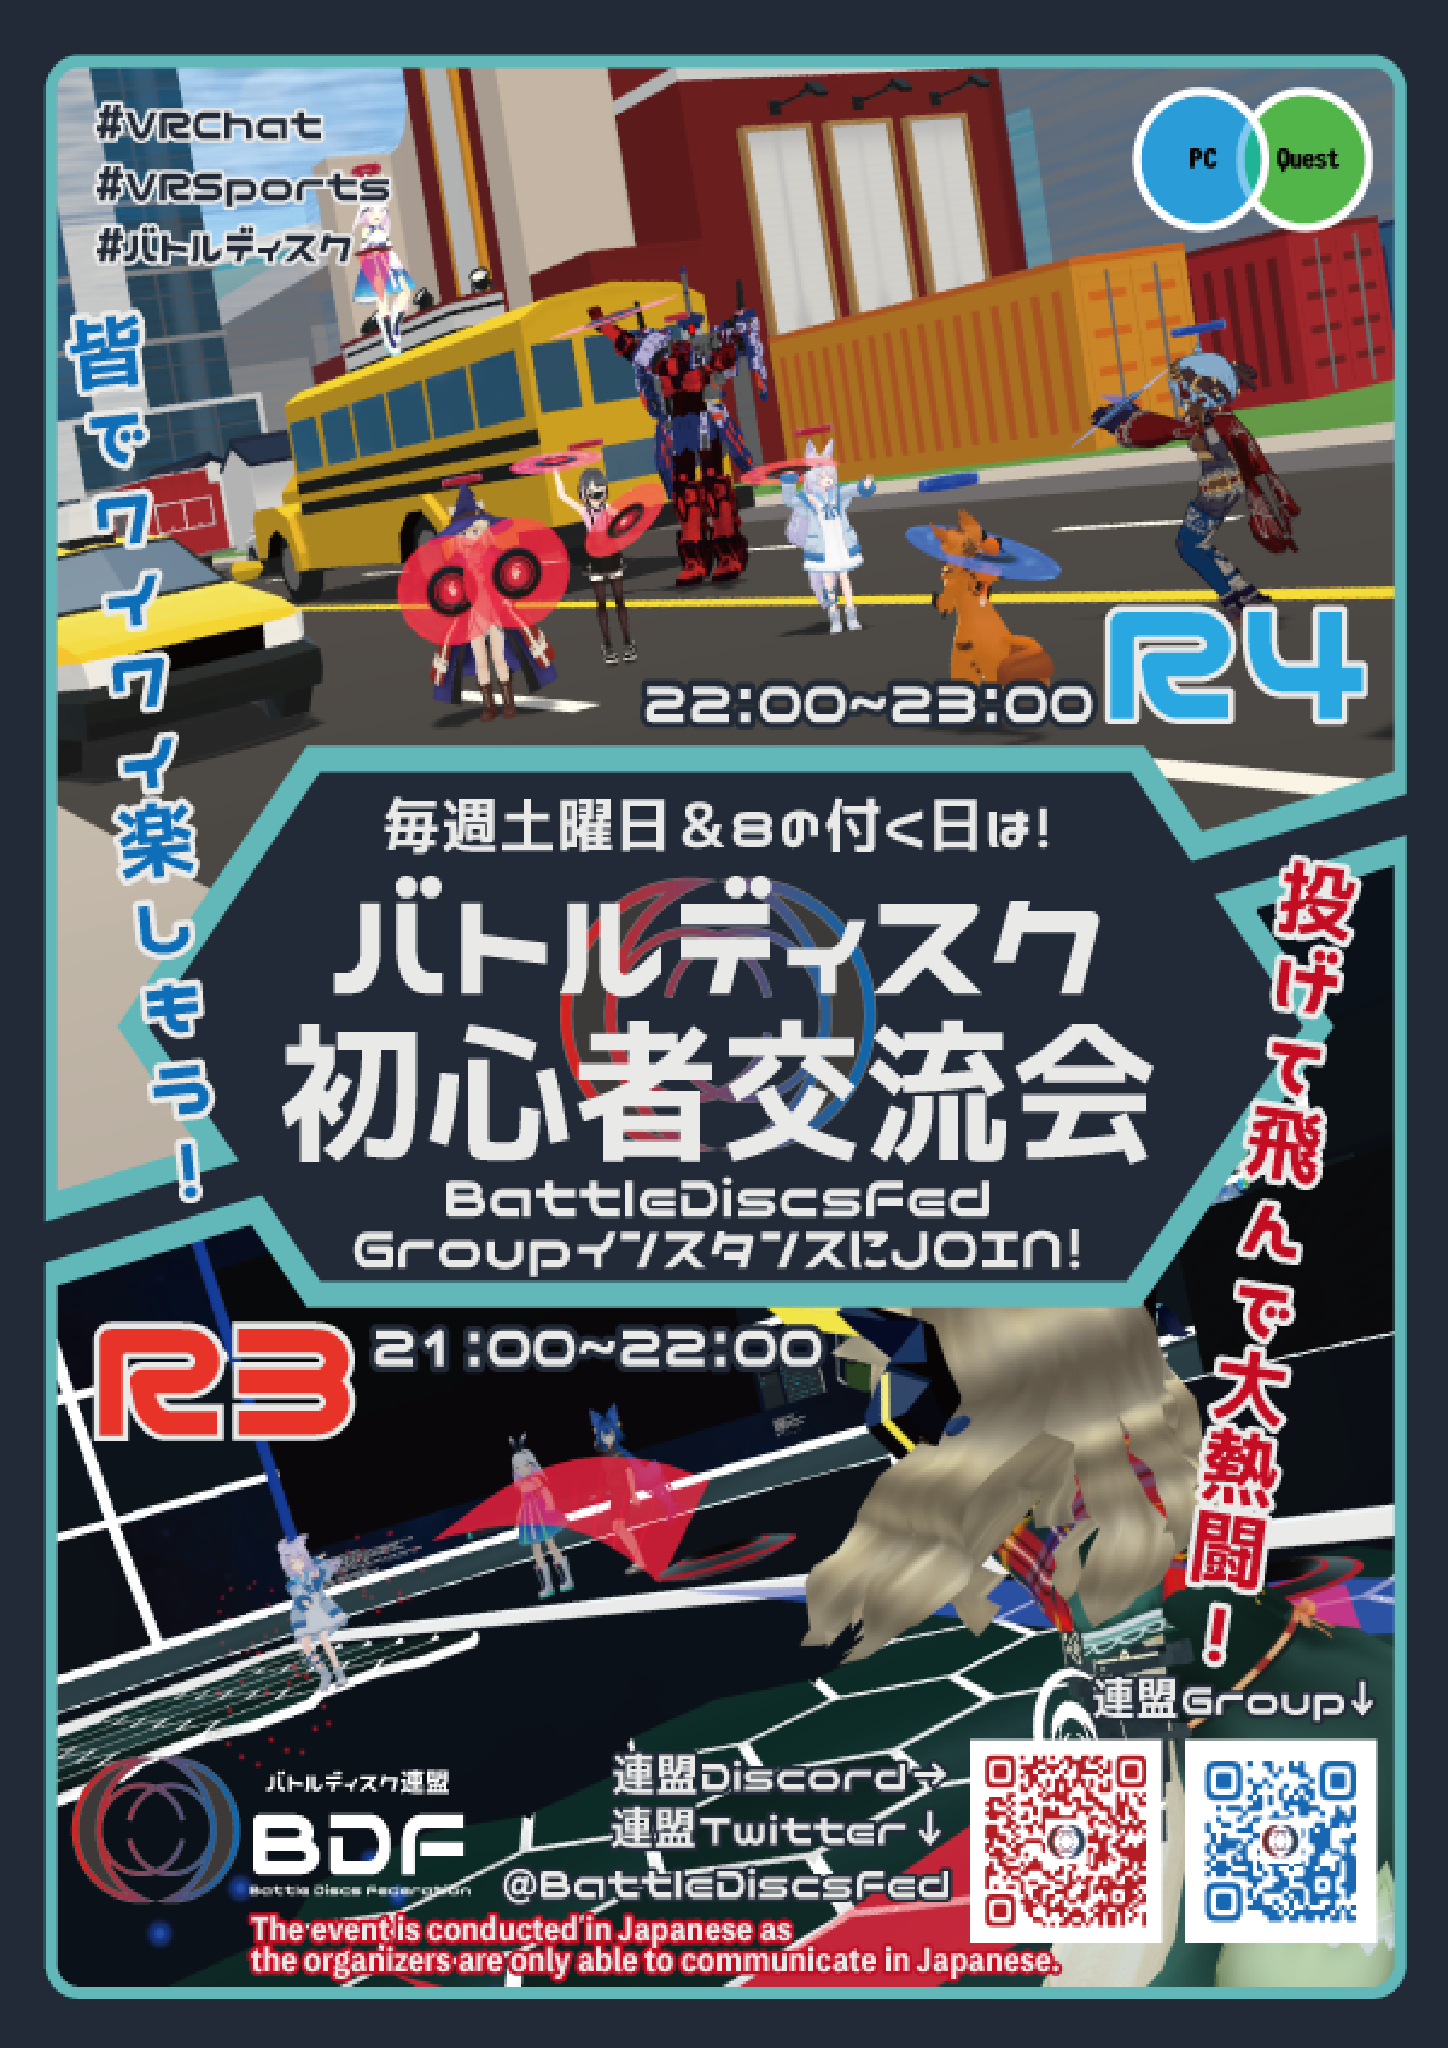 #VRChat
#VRSports
#バトルディスク
PC
Quest
皆でワイワイ楽しもう!
22:00~23:00
R4
毎週土曜日&8の付く日は!
バトルディスク
初心者交流会
BattleDiscsFed
GroupインスタンスにJOIN!
投げて飛んで大熱闘!
R3
21:00~22:00
連盟Group↓
バトルディスク連盟
BDF
Battle Discs Federation
連盟Discord→
連盟Twitter↓
@BattleDiscsFed
The event is conducted in Japanese as
the organizers are only able to communicate in Japanese.